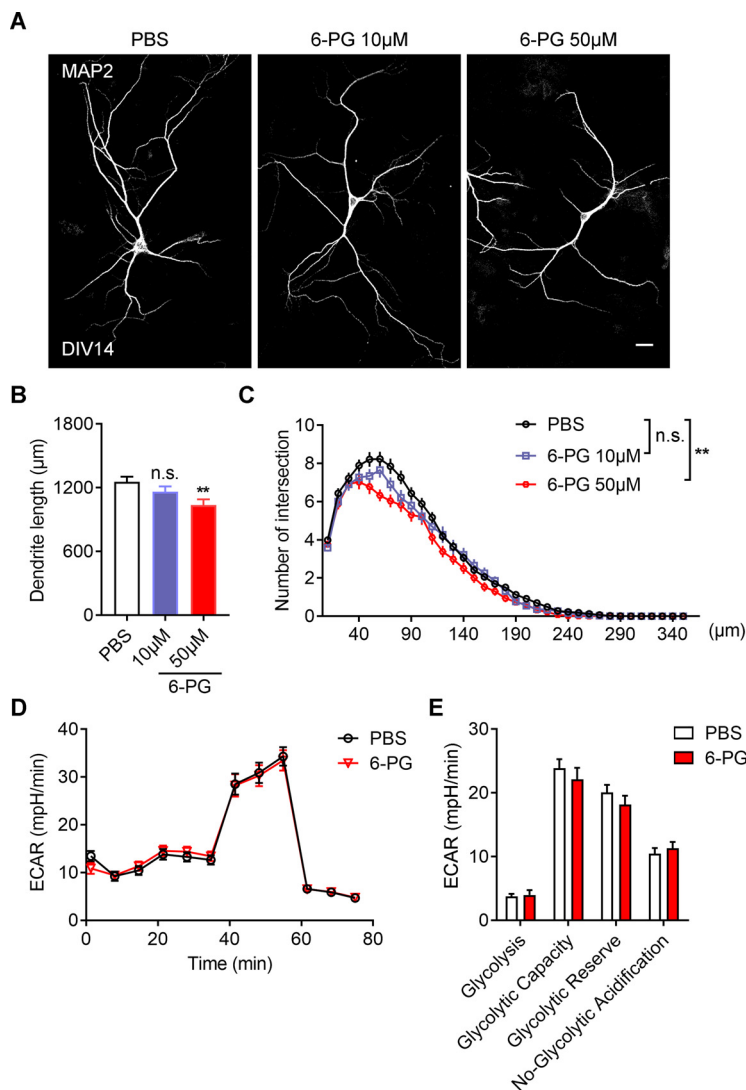 A
PBS
6-PG 10µM
6-PG 50µM
MAP2
DIV14
B
Dendrite length (µm)
1800
1200
600
0
n.s.
**
PBS
10µM
50µM
6-PG
C
Number of intersection
10
8
6
4
2
0
40 90 140 190 240 290 340 (µm)
PBS
6-PG 10µM
6-PG 50µM
n.s.
**
D
ECAR (mpH/min)
40
30
20
10
0
0 20 40 60 80
Time (min)
PBS
6-PG
E
ECAR (mpH/min)
30
20
10
0
PBS
6-PG
Glycolysis
Glycolytic Capacity
Glycolytic Reserve
No-Glycolytic Acidification